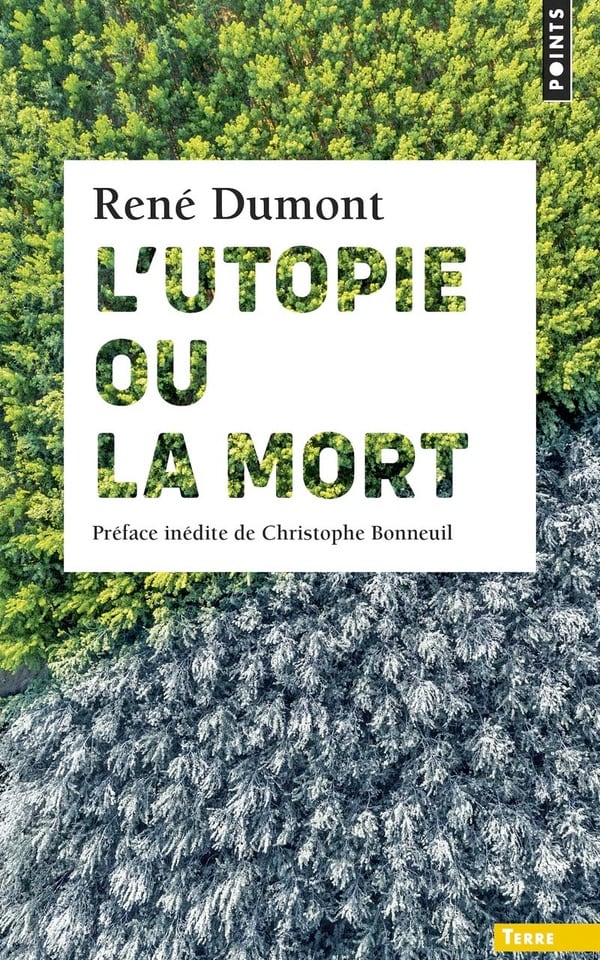 POINTS
René Dumont
L'UTOPIE
OU
LA MORT
Préface inédite de Christophe Bonneuil
TERRE